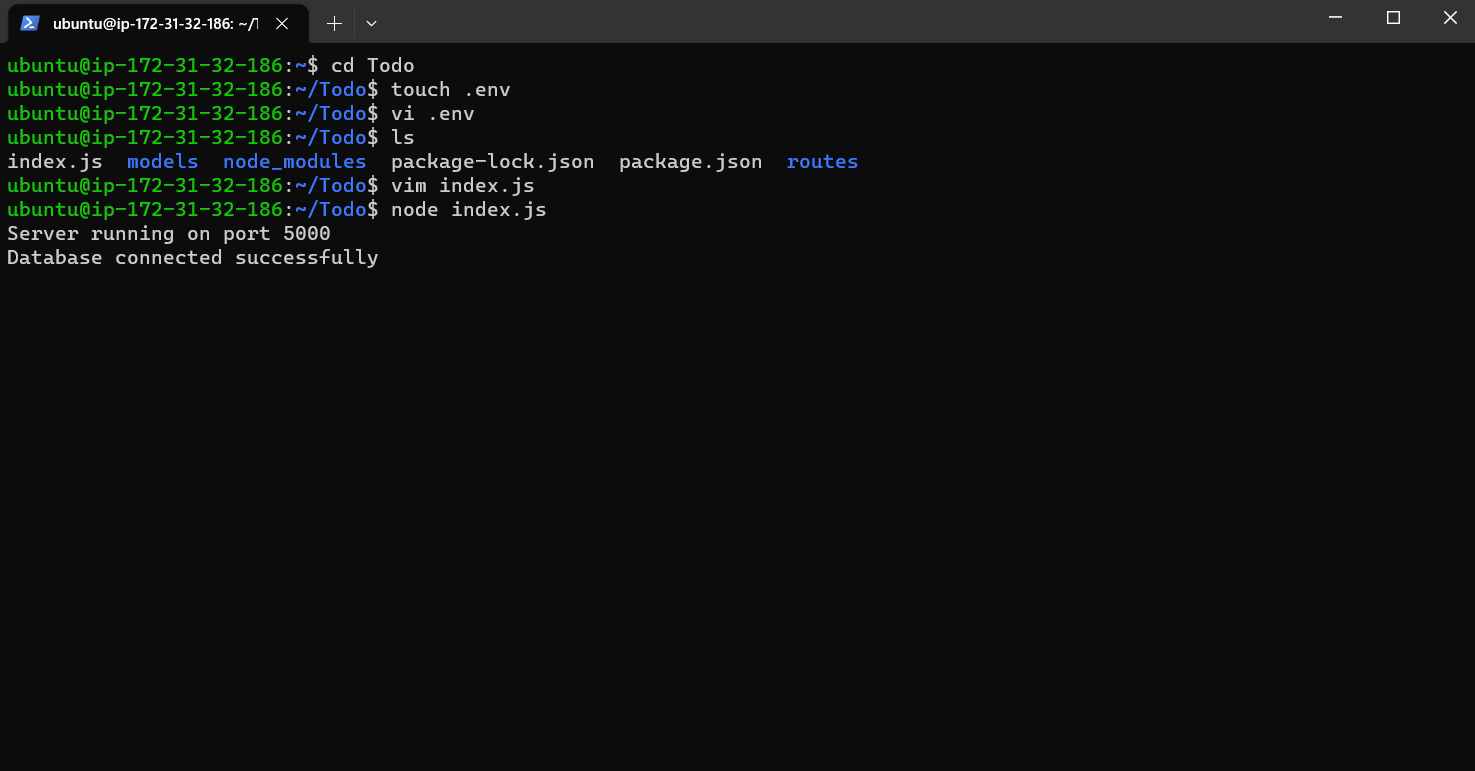 ubuntu@ip-172-31-32-186: ~/T
ubuntu@ip-172-31-32-186:~$ cd Todo
ubuntu@ip-172-31-32-186:~/Todo$ touch .env
ubuntu@ip-172-31-32-186:~/Todo$ vi .env
ubuntu@ip-172-31-32-186:~/Todo$ ls
index.js  models  node_modules  package-lock.json  package.json  routes
ubuntu@ip-172-31-32-186:~/Todo$ vim index.js
ubuntu@ip-172-31-32-186:~/Todo$ node index.js
Server running on port 5000
Database connected successfully